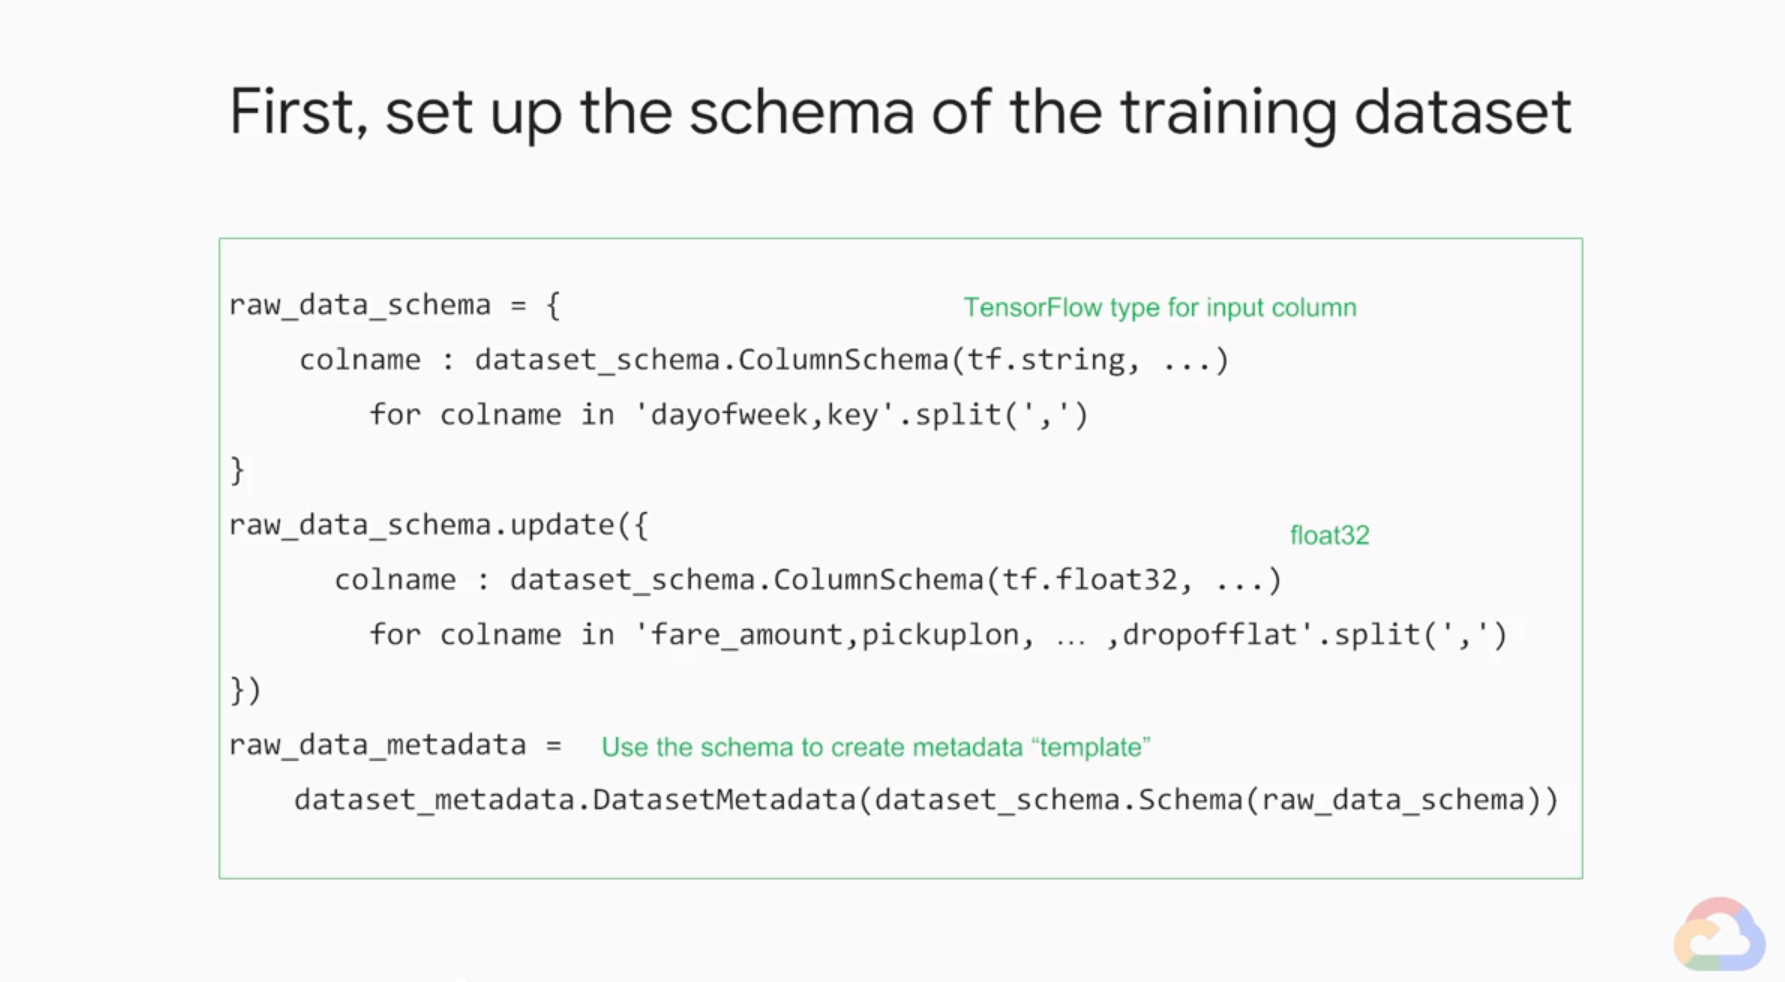 First, set up the schema of the training dataset
raw_data_schema = {
TensorFlow type for input column
colname : dataset_schema.ColumnSchema(tf.string, ...)
for colname in 'dayofweek,key'.split(',')
}
raw_data_schema.update({
float32
colname : dataset_schema.ColumnSchema(tf.float32, ...)
for colname in 'fare_amount,pickuplon, ... ,dropofflat'.split(',')
})
raw_data_metadata = Use the schema to create metadata “template”
dataset_metadata.DatasetMetadata(dataset_schema.Schema(raw_data_schema))